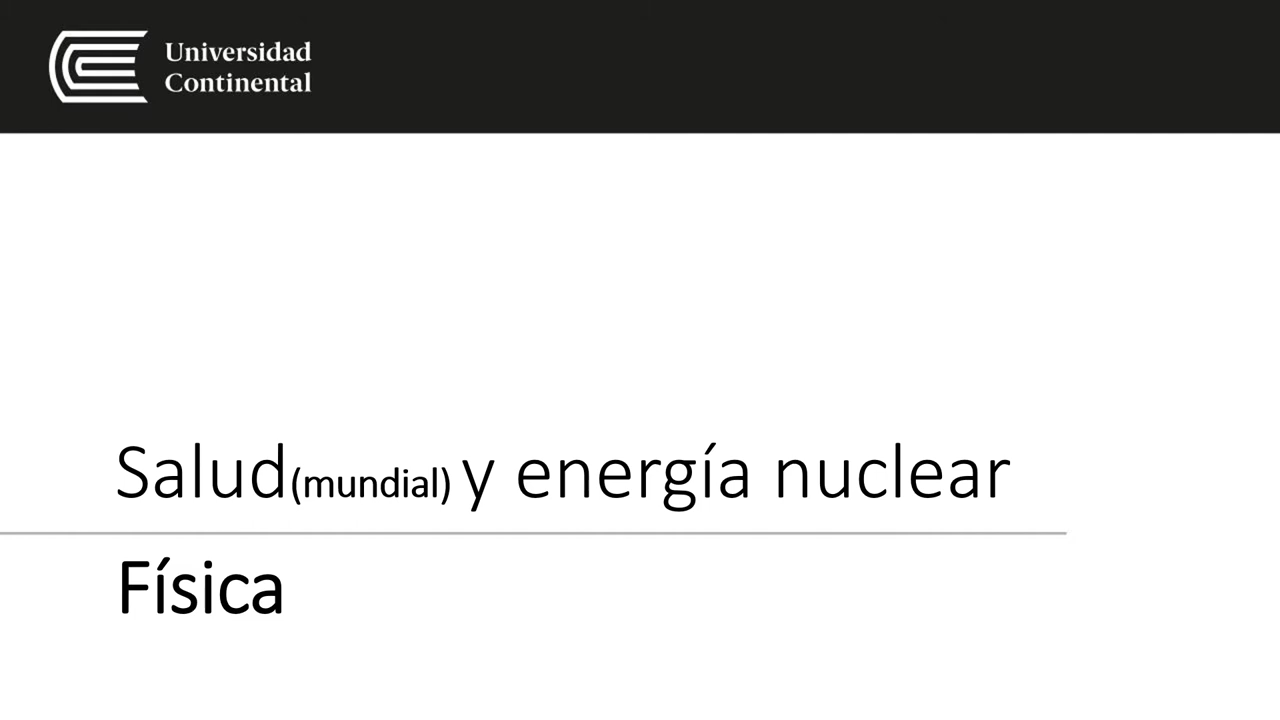 Universidad
Continental
Salud(mundial) y energía nuclear
Física